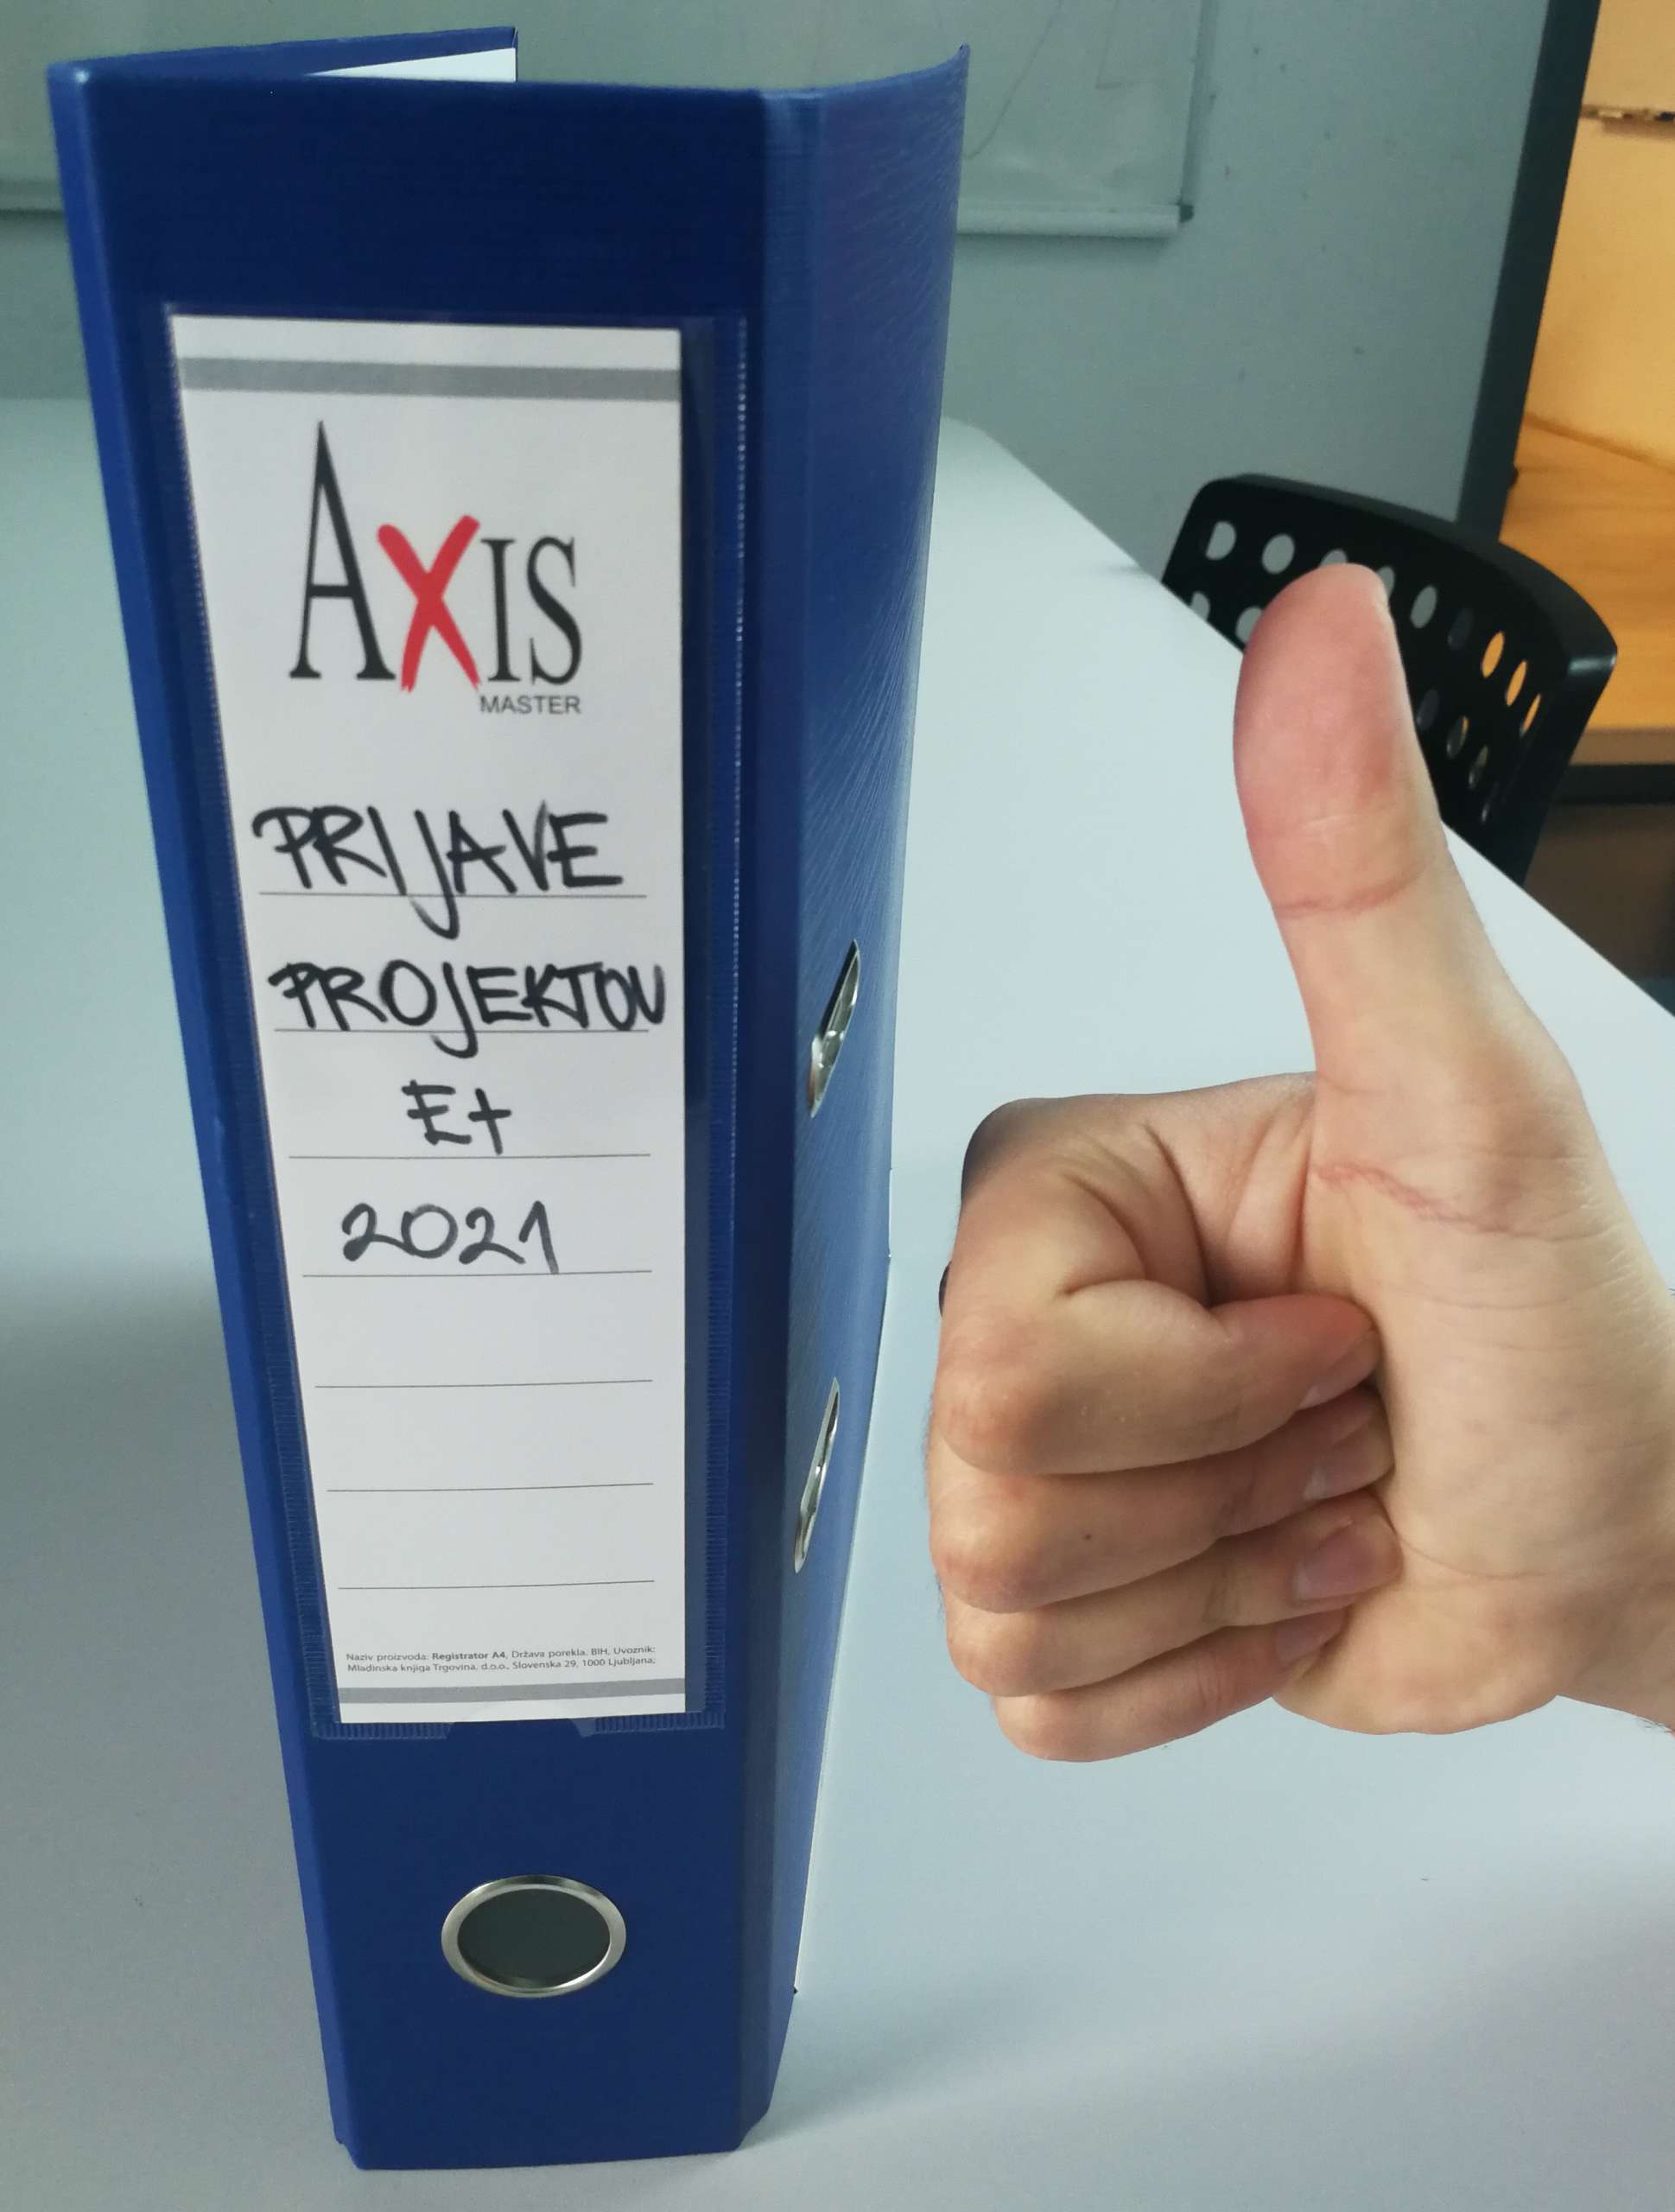 AXIS
MASTER
PRIJAVE
PROJEKTOV
E+
2021
Naziv proizvoda: Registrator A4, Država porekla. BIH, Uvoznik:
Mladinska knjiga Trgovina, d.o.o., Slovenska 29, 1000 Ljubljana;